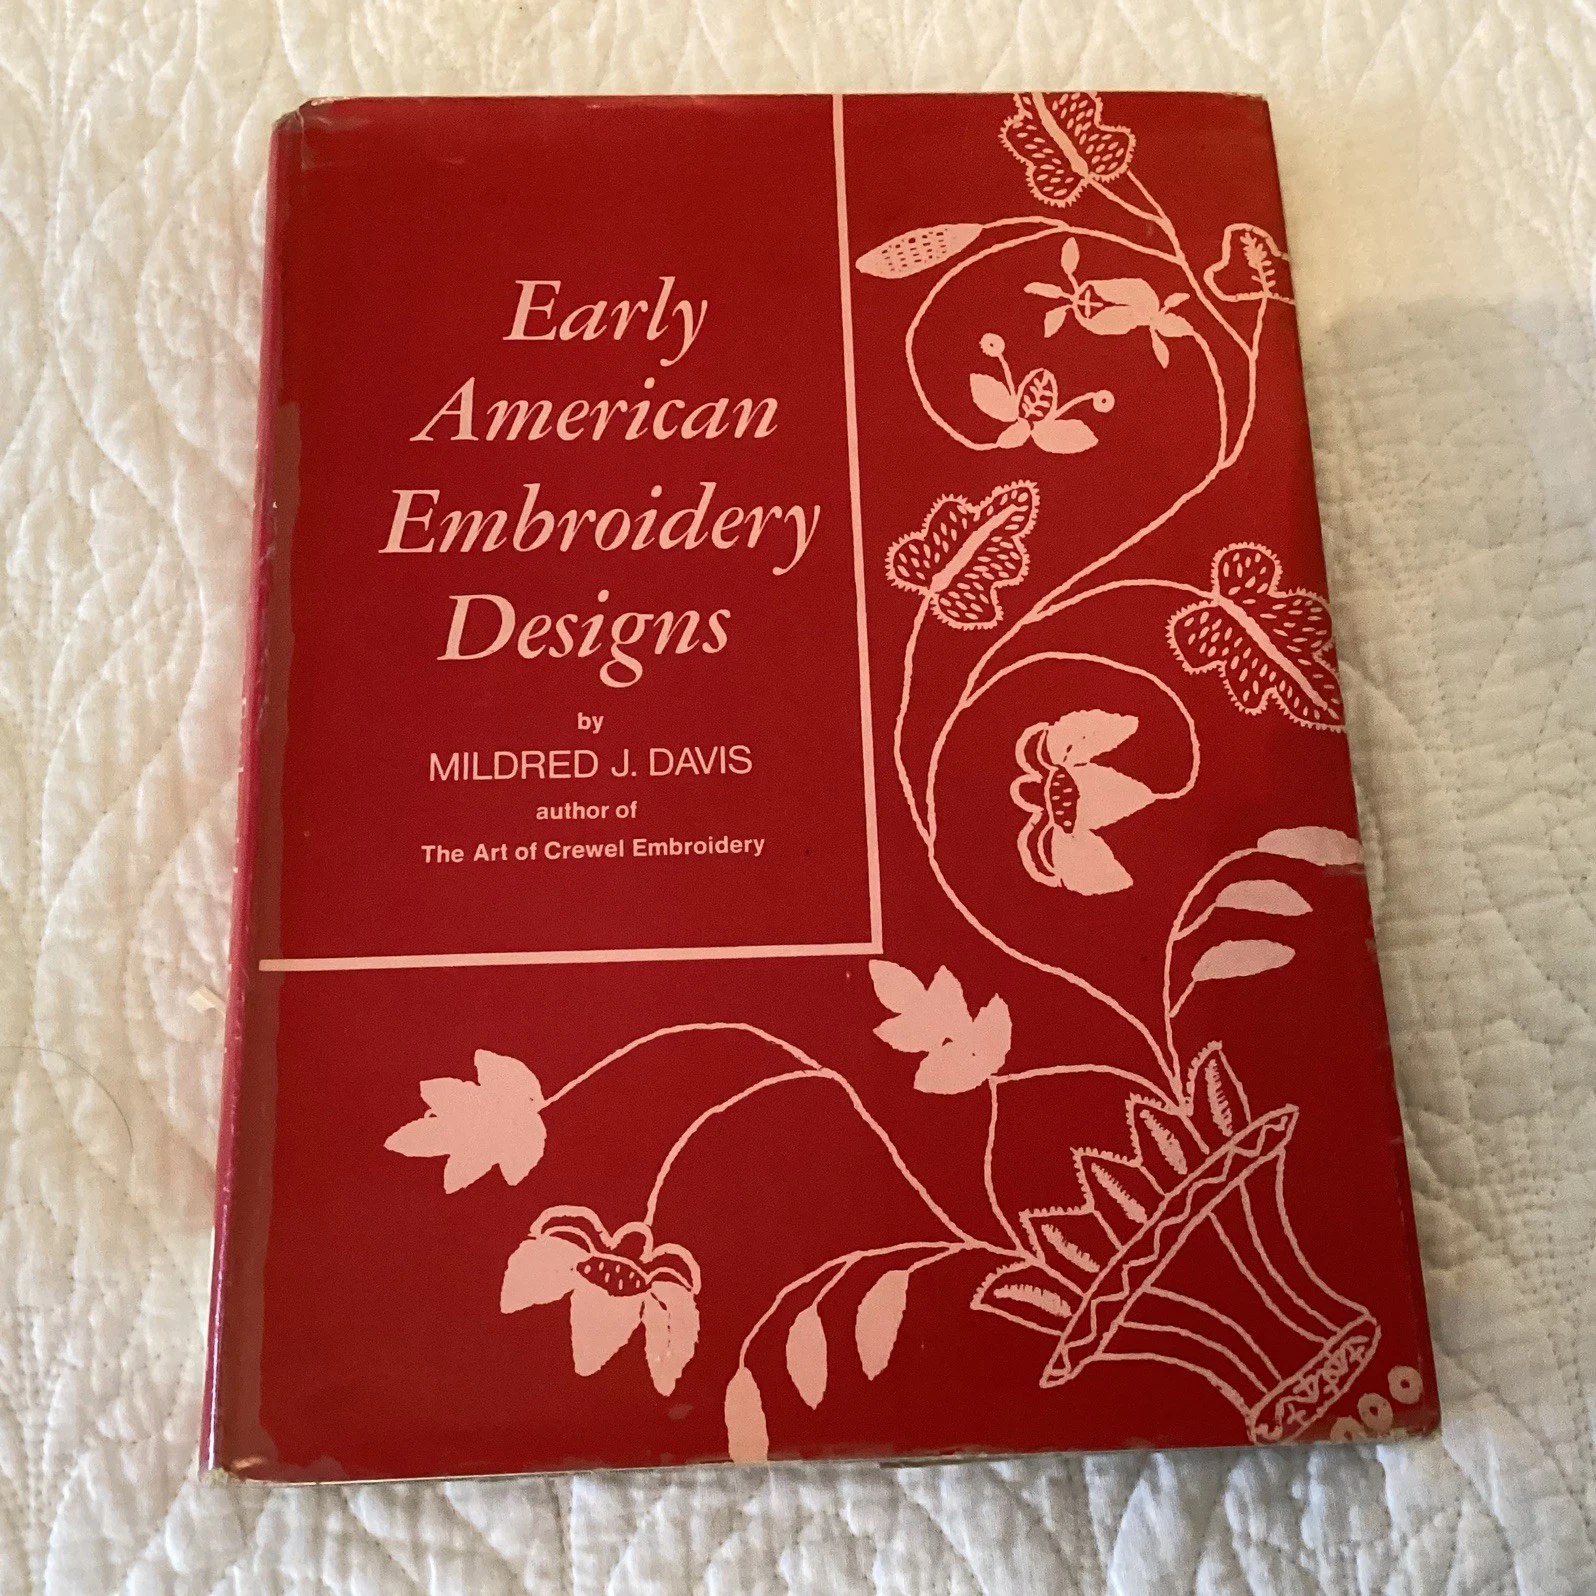 Early
American
Embroidery
Designs
by
MILDRED J. DAVIS
author of
The Art of Crewel Embroidery